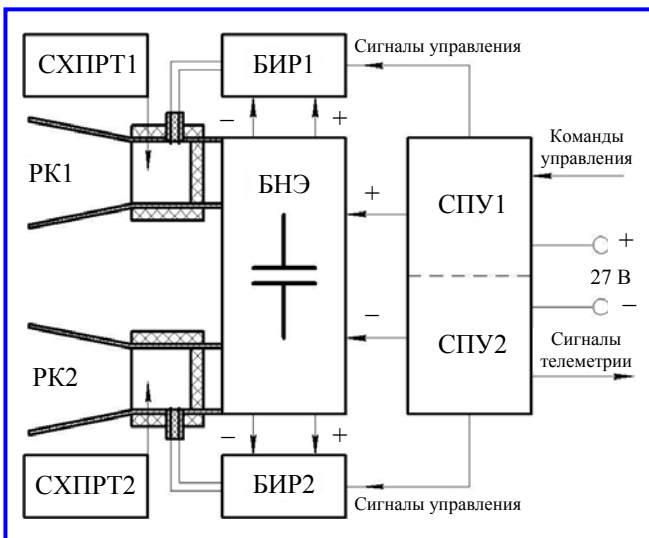 СХПРТ1
БИР1
Сигналы управления
–
+
Команды
управления
РК1
БНЭ
+
СПУ1
+
27 В
–
–
СПУ2
Сигналы
телеметрии
РК2
–
+
СХПРТ2
БИР2
Сигналы управления